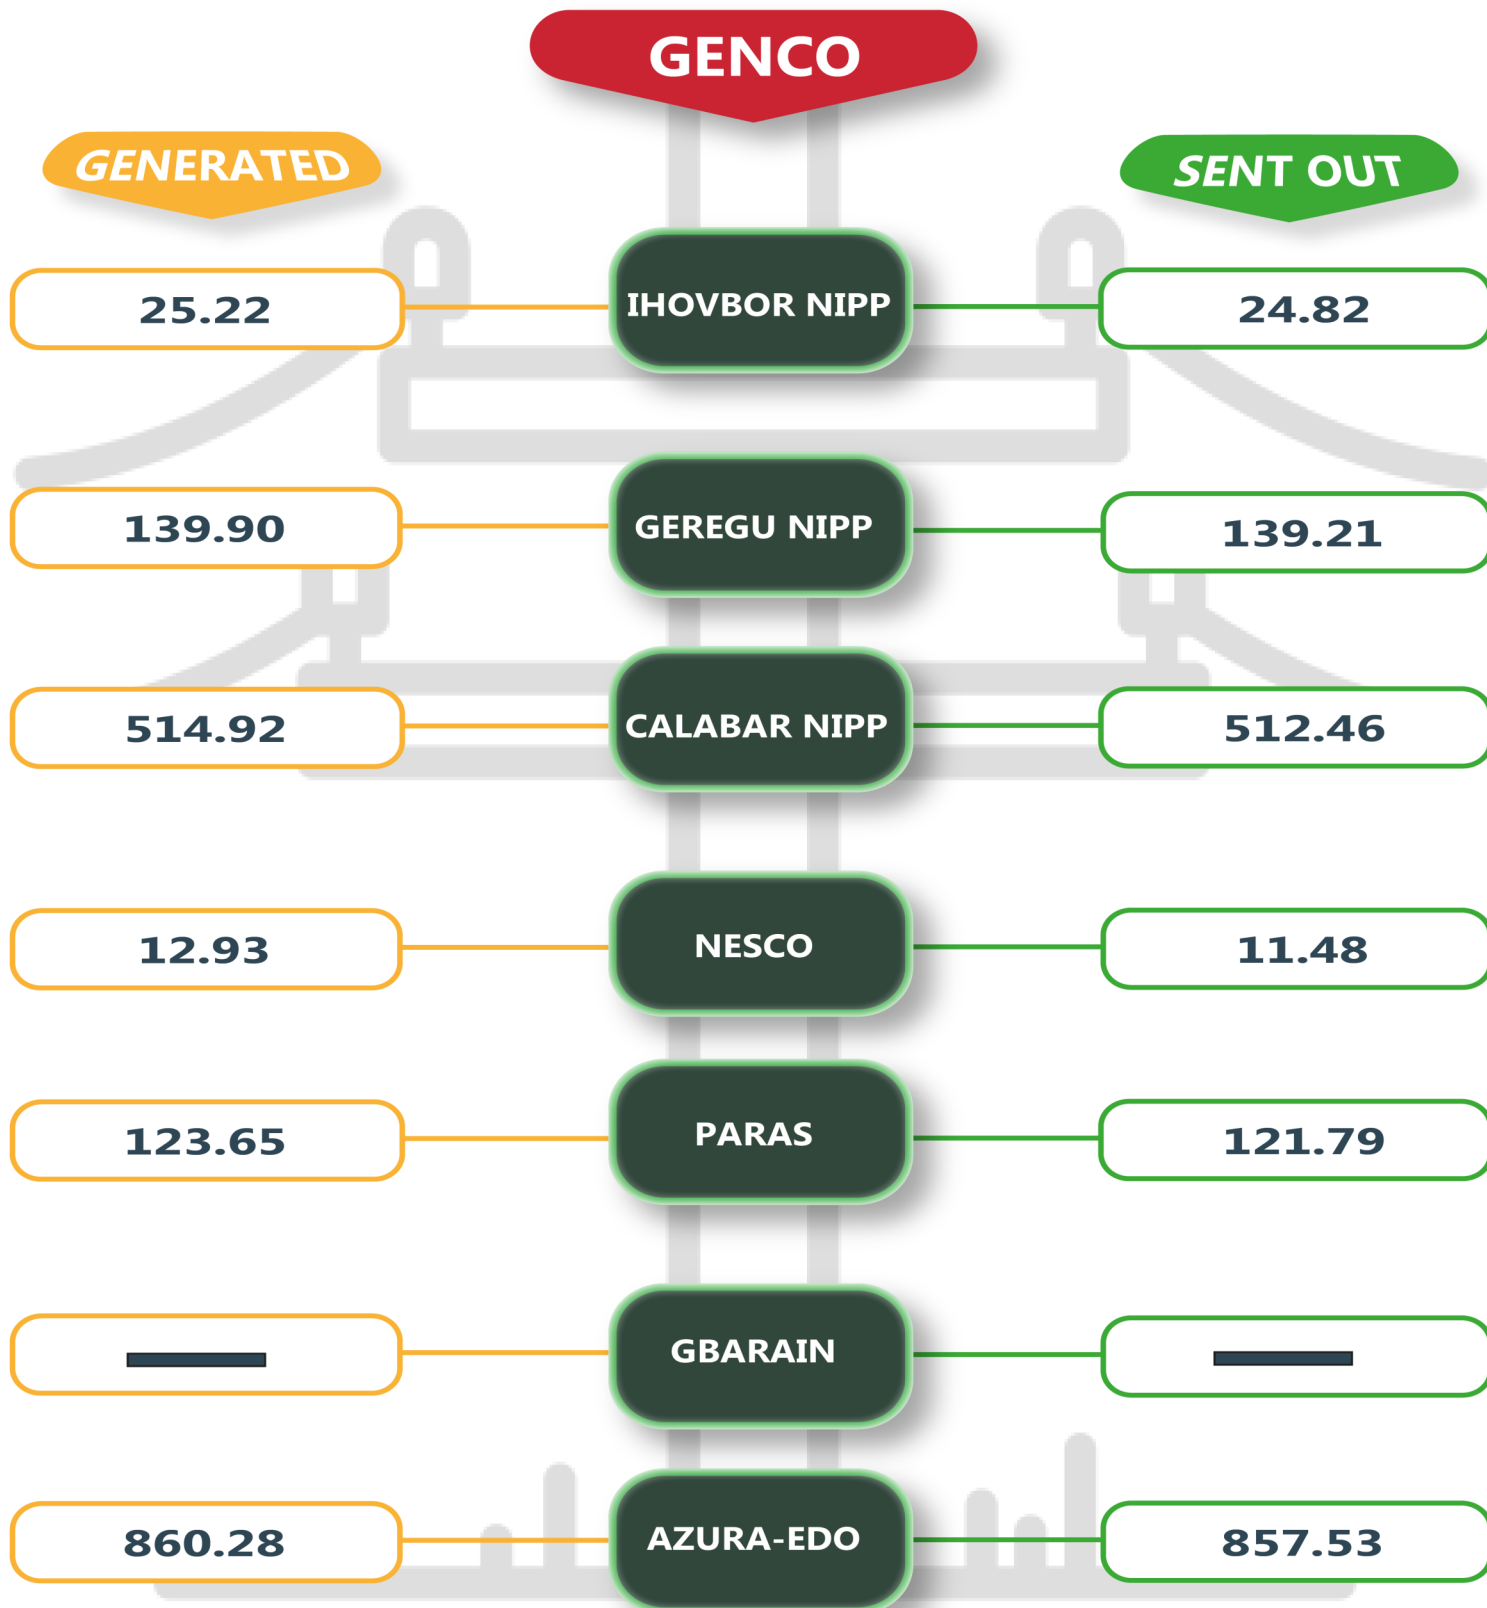 GENCO
GENERATED
SENT OUT
25.22
IHOVBOR NIPP
24.82
139.90
GEREGU NIPP
139.21
514.92
CALABAR NIPP
512.46
12.93
NESCO
11.48
123.65
PARAS
121.79
GBARAIN
860.28
AZURA-EDO
857.53